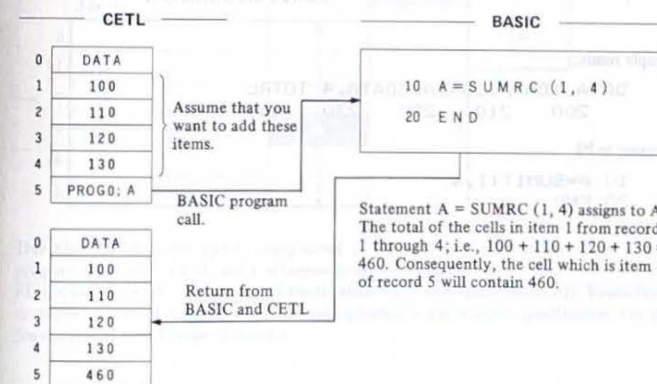 CETL
0 DATA
1 100
2 110
3 120
4 130
5 PROG0; A
Assume that you
want to add these
items.
BASIC program
call.
0 DATA
1 100
2 110
3 120
4 130
5 460
Return from
BASIC and CETL
BASIC
10 A=SUMRC (1, 4)
20 END
Statement A = SUMRC (1, 4) assigns to A
The total of the cells in item 1 from record
1 through 4; i.e., 100 + 110 + 120 + 130 =
460. Consequently, the cell which is item
of record 5 will contain 460.